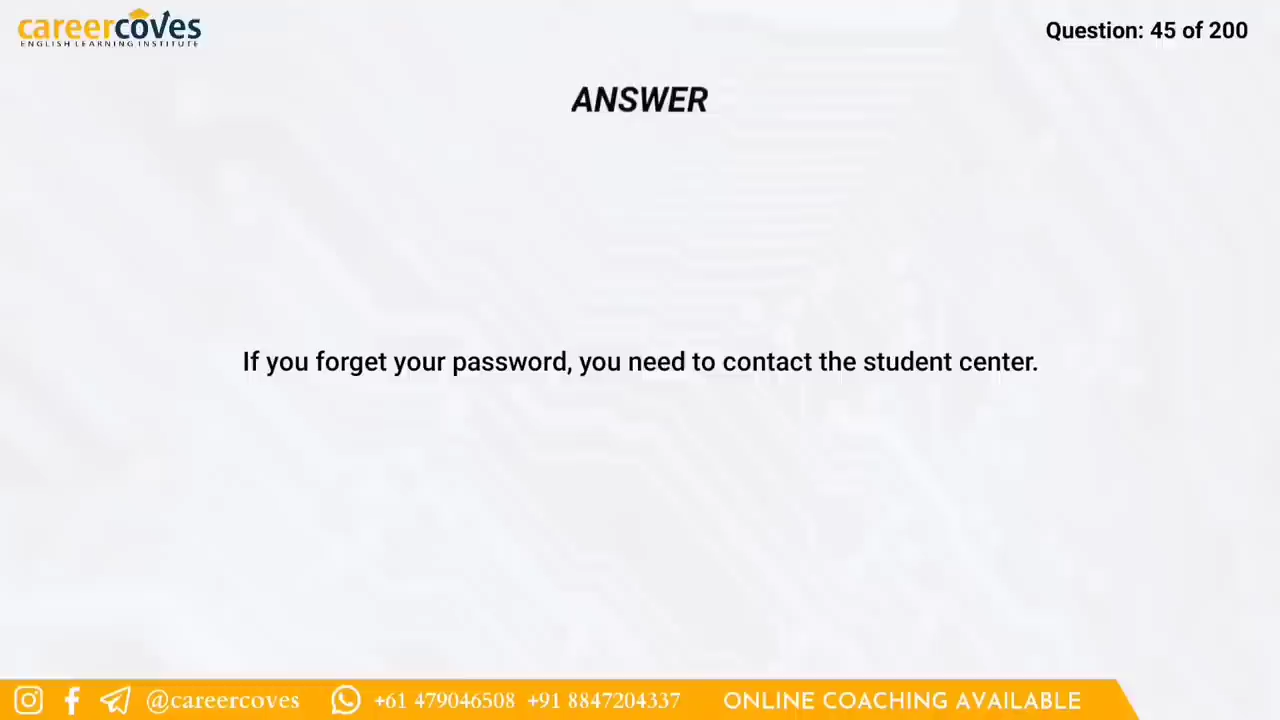 careercoves
ENGLISH LEARNING INSTITUTE
Question: 45 of 200
ANSWER
If you forget your password, you need to contact the student center.
@careercoves +61 479046508 +91 8847204337 ONLINE COACHING AVAILABLE